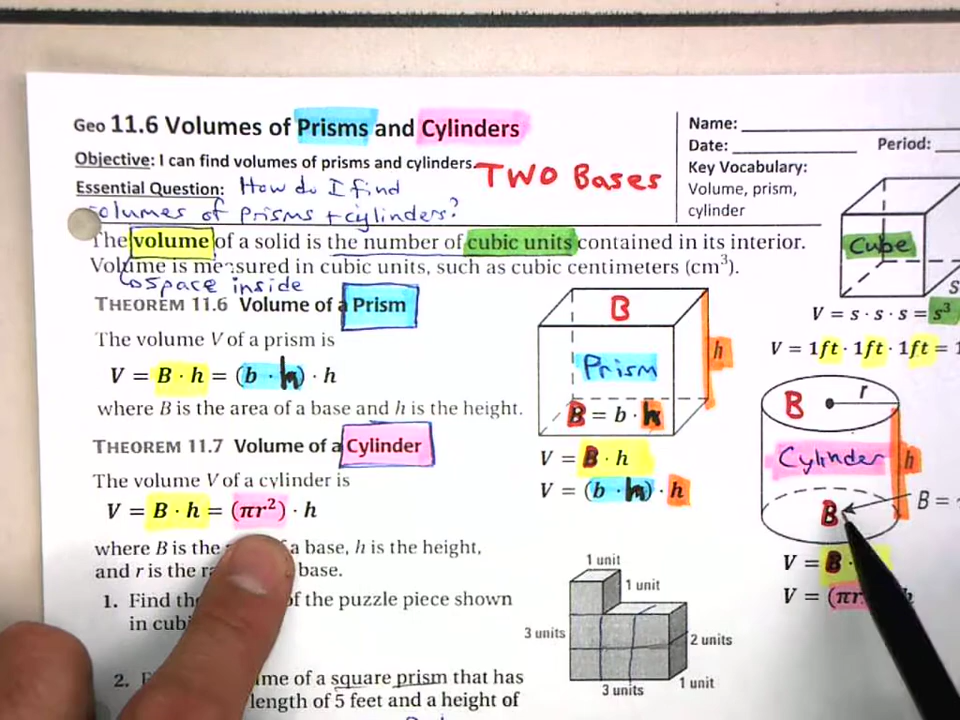 Geo 11.6 Volumes of Prisms and Cylinders
Objective: I can find volumes of prisms and cylinders.
TWO Bases
Essential Question: How do I find
volumes of prisms + cylinders?
Name:
Date: Period:
Key Vocabulary:
Volume, prism,
cylinder
The volume of a solid is the number of cubic units contained in its interior.
Volume is measured in cubic units, such as cubic centimeters (cm³).
space inside
THEOREM 11.6 Volume of a Prism
The volume V of a prism is
V = B · h = (b · h) · h
where B is the area of a base and h is the height.
THEOREM 11.7 Volume of a Cylinder
The volume V of a cylinder is
V = B · h = (πr²) · h
where B is the a base, h is the height,
and r is the base.
1. Find the of the puzzle piece shown
in
2. of a square prism that has
length of 5 feet and a height of
B
h
Prism
B = b · h
V = B · h
V = (b · h) · h
1 unit
1 unit
3 units
2 units
3 units
1 unit
Cube
s
V = s · s · s = s³
V = 1ft · 1ft · 1ft = 1
B
r
Cylinder
h
B
B =
V = B ·
V = (πr h